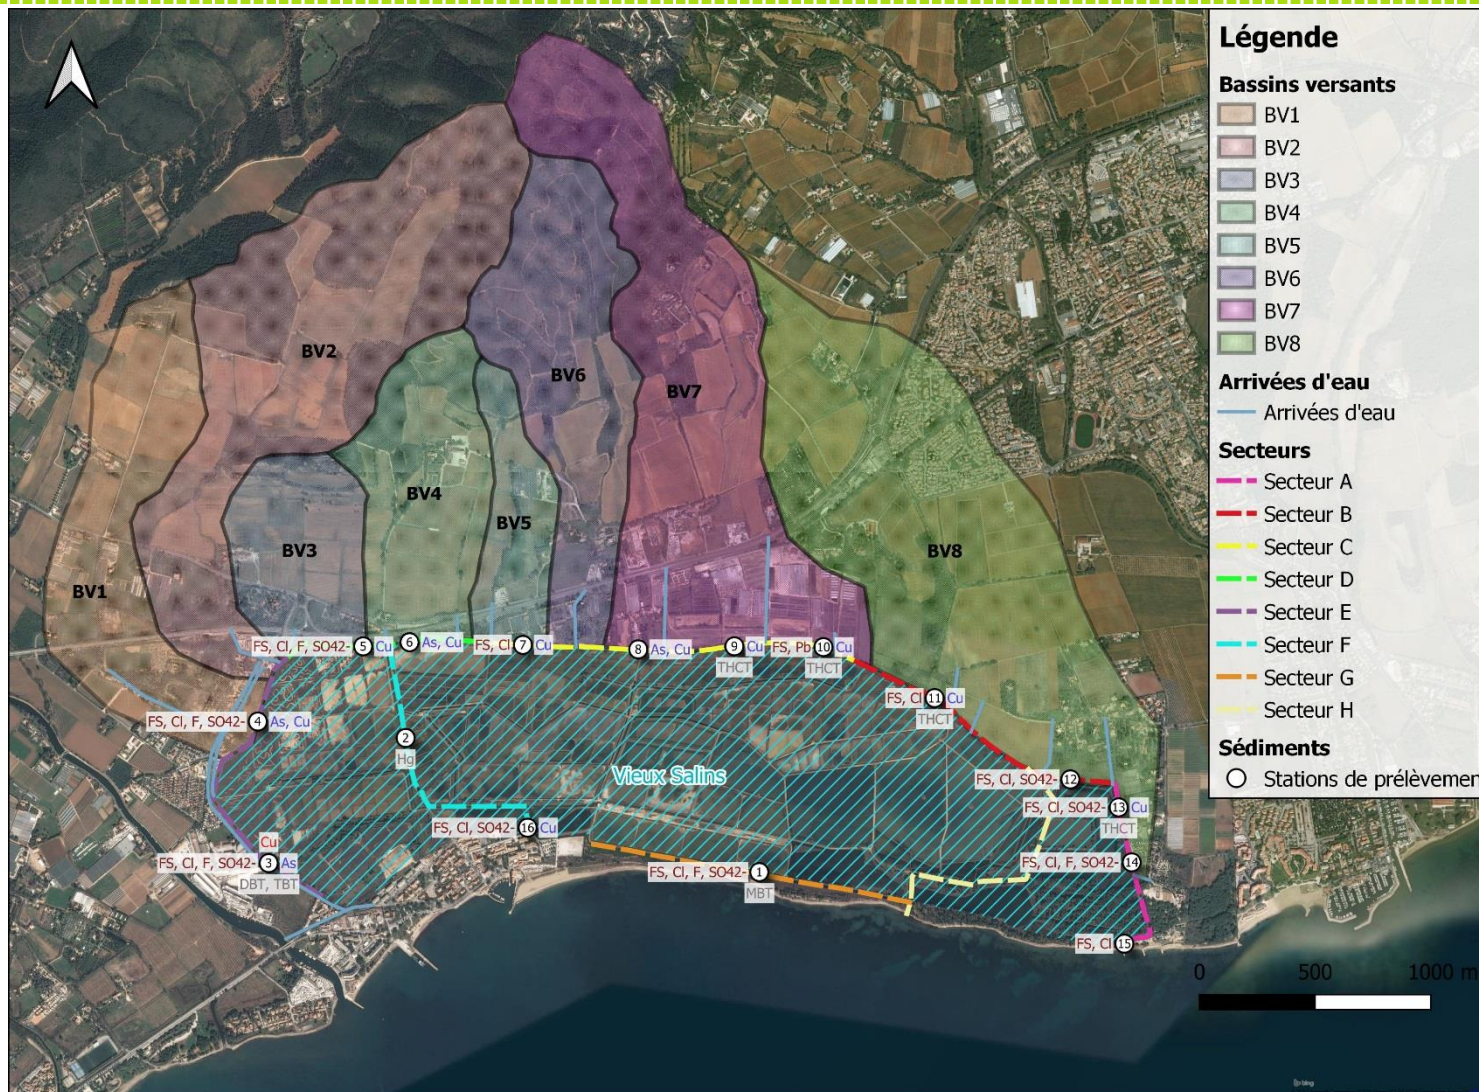 Légende
Bassins versants
BV1
BV2
BV3
BV4
BV5
BV6
BV7
BV8
Arrivées d'eau
Arrivées d'eau
Secteurs
Secteur A
Secteur B
Secteur C
Secteur D
Secteur E
Secteur F
Secteur G
Secteur H
Sédiments
Stations de prélèvemen
BV2
BV6
BV7
BV4
BV5
BV3
BV8
BV1
FS, Cl, F, SO42- 5 Cu
6 As, Cu
FS, Cl 7 Cu
8 As, Cu
9 Cu
THCT
FS, Pb 10 Cu
THCT
FS, Cl 11 Cu
THCT
FS, Cl, F, SO42- 4 As, Cu
2
Hg
Vieux Salins
FS, Cl, SO42- 12
FS, Cl, SO42- 13 Cu
THCT
FS, Cl, SO42- 16 Cu
Cu
FS, Cl, F, SO42- 3 As
DBT, TBT
FS, Cl, F, SO42- 1
MBT
FS, Cl, F, SO42- 14
FS, Cl 15
0 500 1000 m
bing